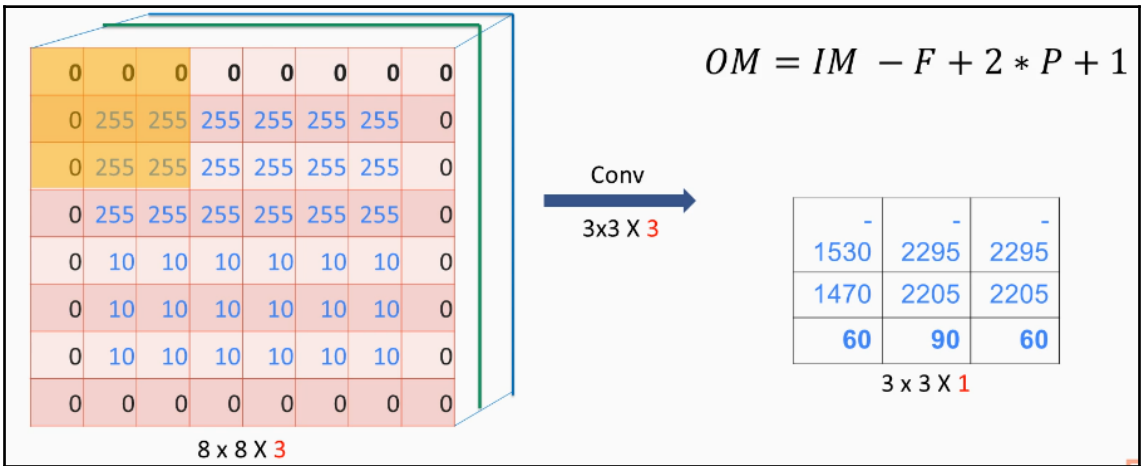 0 0 0 0 0 0 0 0
0 255 255 255 255 255 255 0
0 255 255 255 255 255 255 0
0 255 255 255 255 255 255 0
0 10 10 10 10 10 10 0
0 10 10 10 10 10 10 0
0 10 10 10 10 10 10 0
0 0 0 0 0 0 0 0
8 x 8 X 3
Conv
3x3 X 3
OM = IM − F + 2 * P + 1
- - -
1530 2295 2295
1470 2205 2205
60 90 60
3 x 3 X 1